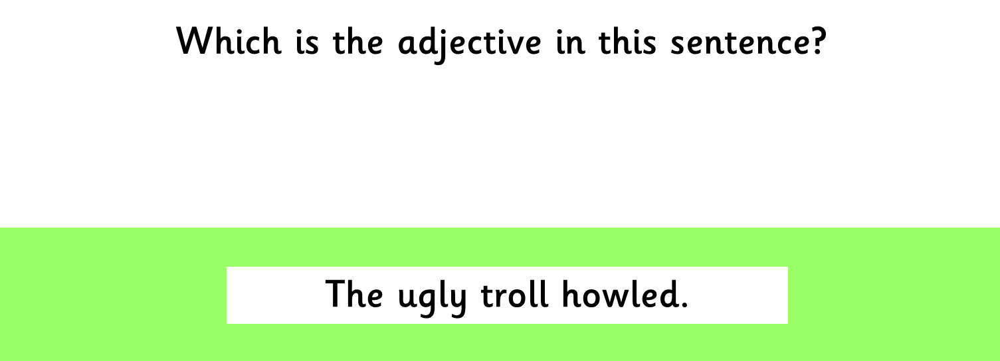 Which is the adjective in this sentence?
The ugly troll howled.